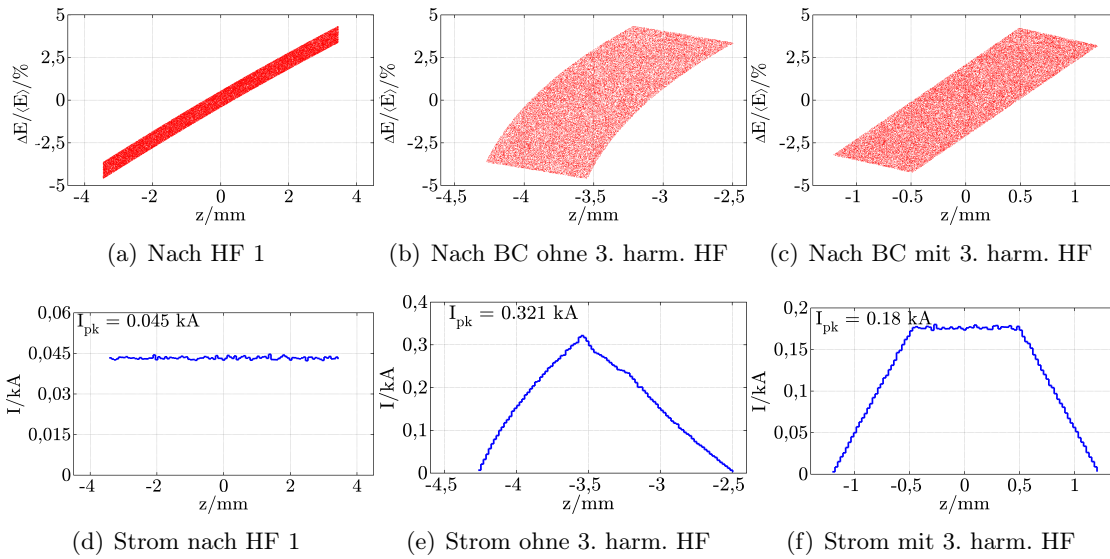 ΔE/⟨E⟩/%
5
2,5
0
-2,5
-5
-4 -2 0 2 4
z/mm
(a) Nach HF 1
ΔE/⟨E⟩/%
5
2,5
0
-2,5
-5
-4,5 -4 -3,5 -3 -2,5
z/mm
(b) Nach BC ohne 3. harm. HF
ΔE/⟨E⟩/%
5
2,5
0
-2,5
-5
-1 -0,5 0 0,5 1
z/mm
(c) Nach BC mit 3. harm. HF
I/kA
0,06
0,045
0,03
0,015
0
I_pk = 0.045 kA
-4 -2 0 2 4
z/mm
(d) Strom nach HF 1
I/kA
0,4
0,3
0,2
0,1
0
I_pk = 0.321 kA
-4,5 -4 -3,5 -3 -2,5
z/mm
(e) Strom ohne 3. harm. HF
I/kA
0,2
0,15
0,1
0,05
0
I_pk = 0.18 kA
-1 -0,5 0 0,5 1
z/mm
(f) Strom mit 3. harm. HF